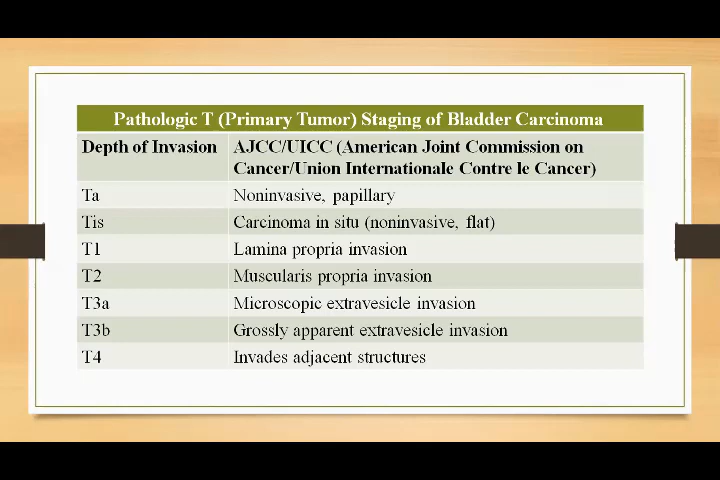 Pathologic T (Primary Tumor) Staging of Bladder Carcinoma
Depth of Invasion AJCC/UICC (American Joint Commission on
Cancer/Union Internationale Contre le Cancer)
Ta Noninvasive, papillary
Tis Carcinoma in situ (noninvasive, flat)
T1 Lamina propria invasion
T2 Muscularis propria invasion
T3a Microscopic extravesicle invasion
T3b Grossly apparent extravesicle invasion
T4 Invades adjacent structures